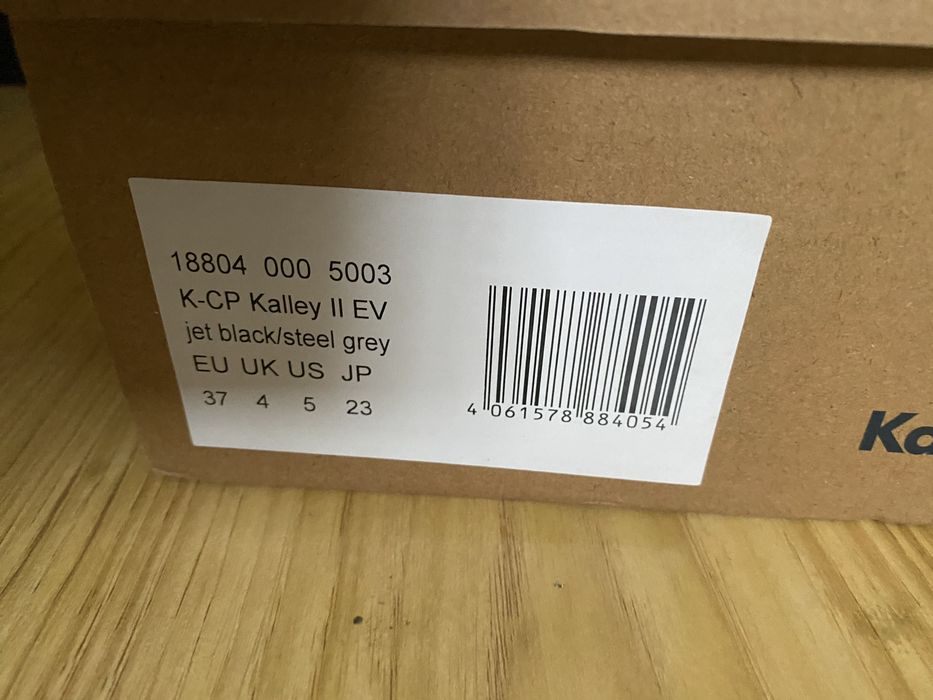 18804 000 5003
K-CP Kalley II EV
jet black/steel grey
EU UK US JP
37 4 5 23
4 061578 884054